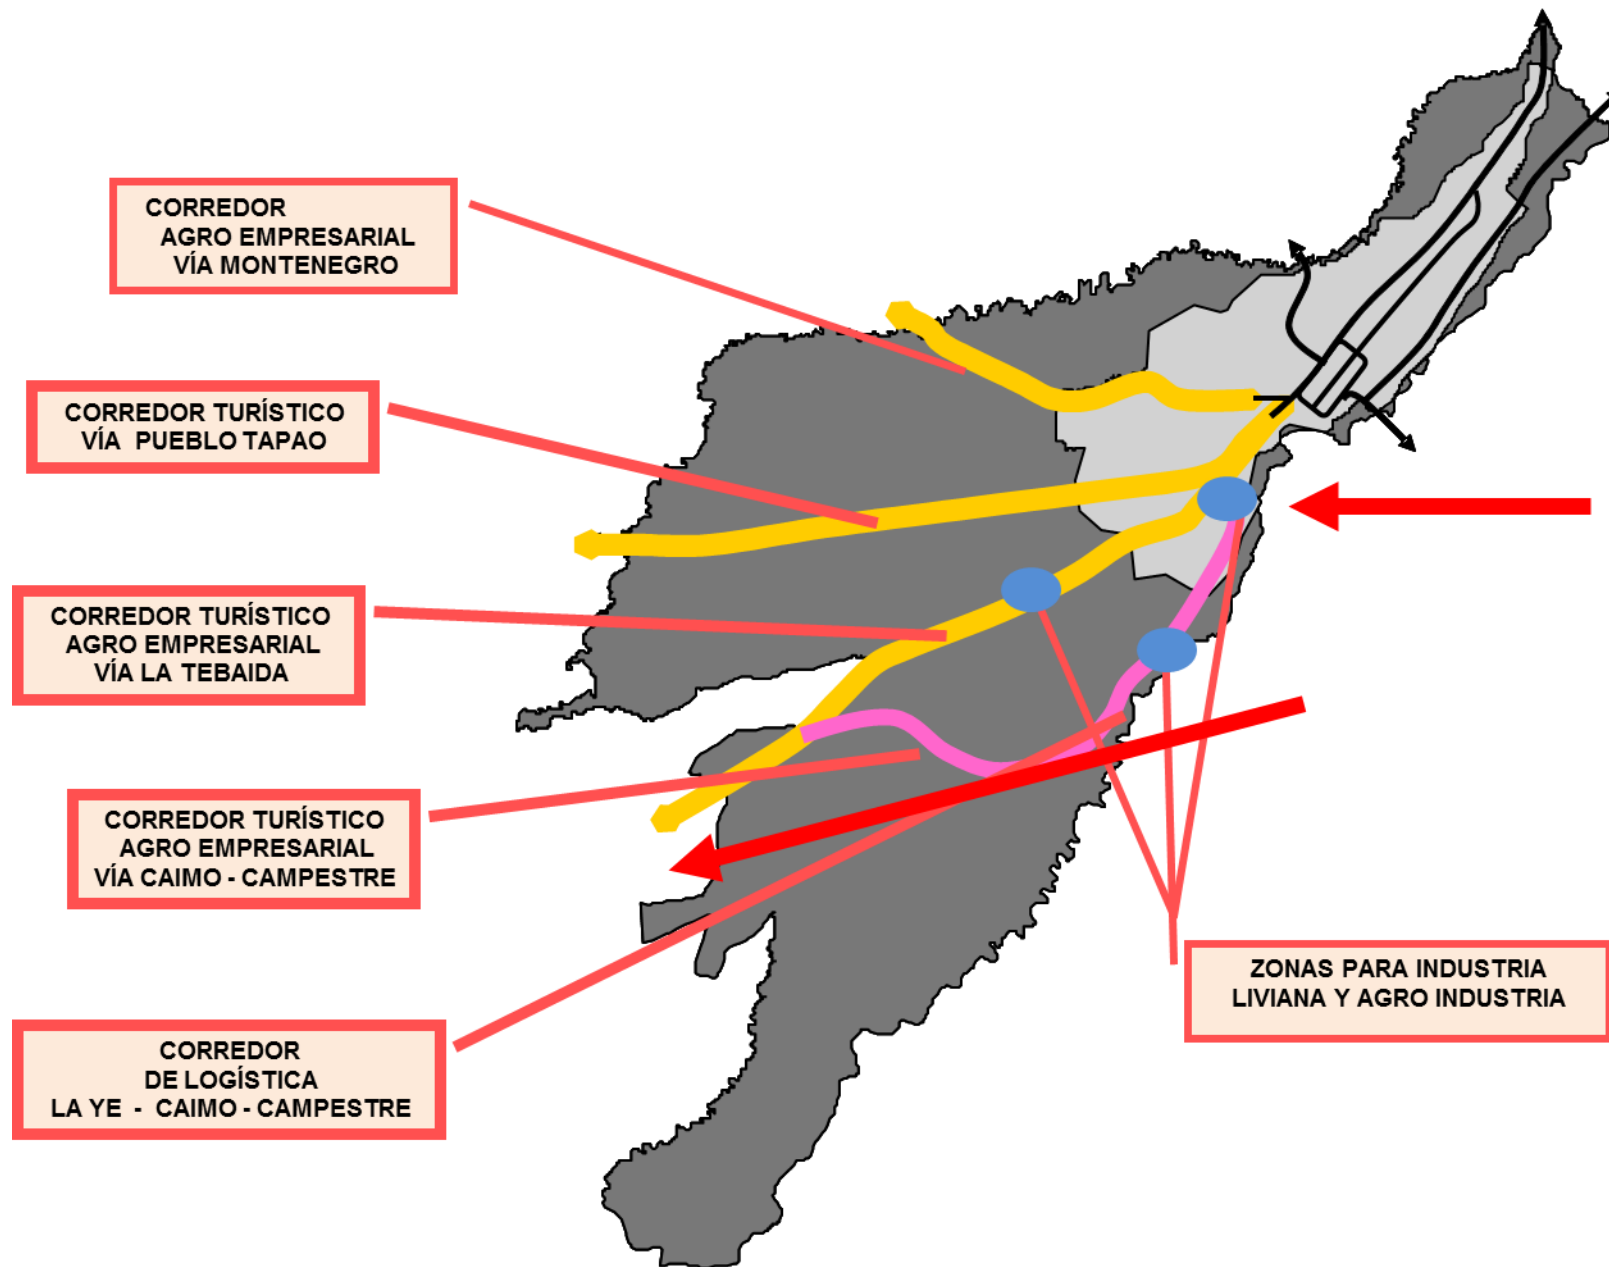 CORREDOR
AGRO EMPRESARIAL
VÍA MONTENEGRO
CORREDOR TURÍSTICO
VÍA PUEBLO TAPAO
CORREDOR TURÍSTICO
AGRO EMPRESARIAL
VÍA LA TEBAIDA
CORREDOR TURÍSTICO
AGRO EMPRESARIAL
VÍA CAIMO - CAMPESTRE
CORREDOR
DE LOGÍSTICA
LA YE - CAIMO - CAMPESTRE
ZONAS PARA INDUSTRIA
LIVIANA Y AGRO INDUSTRIA